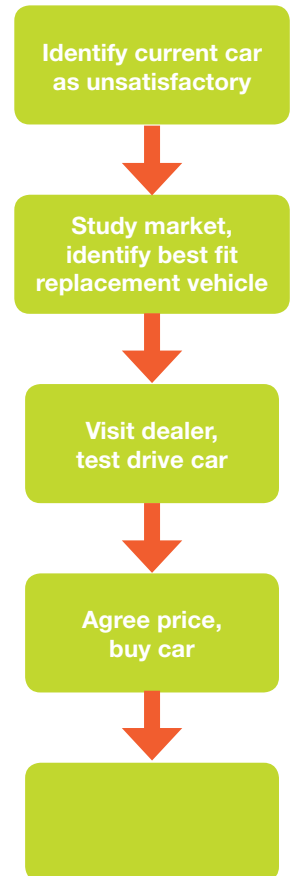 Identify current car
as unsatisfactory
Study market,
identify best fit
replacement vehicle
Visit dealer,
test drive car
Agree price,
buy car